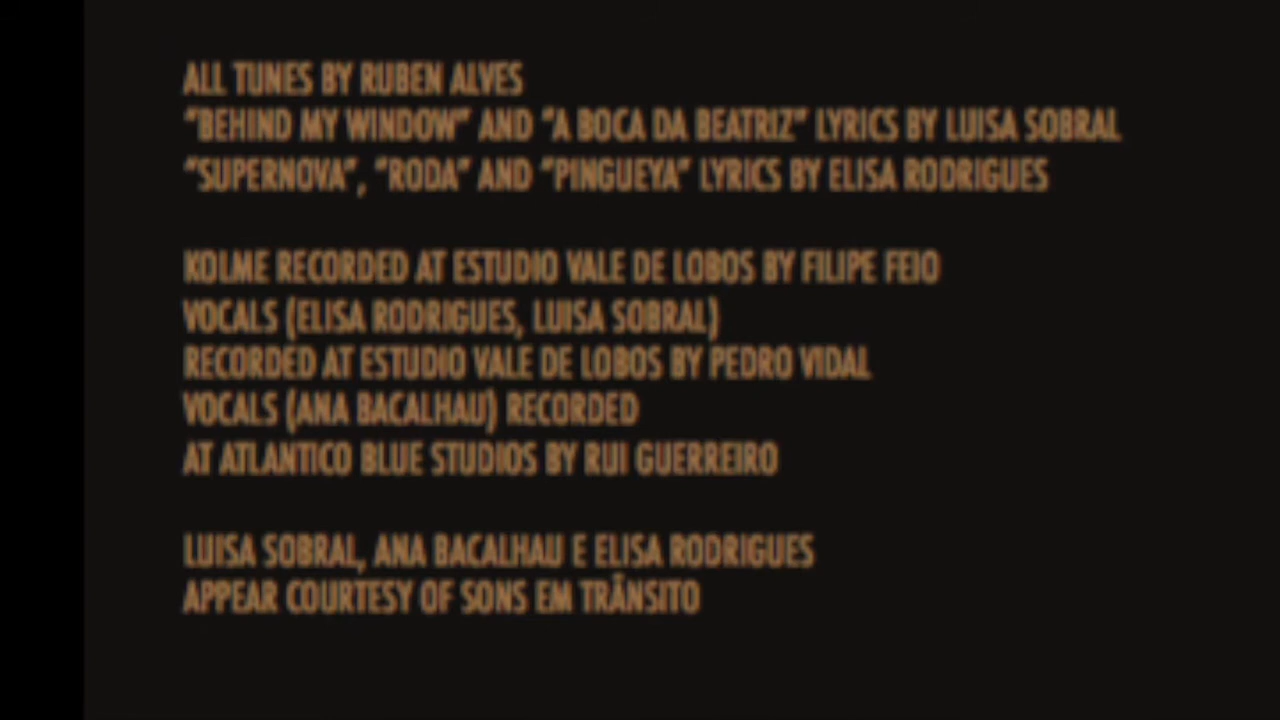 ALL TUNES BY RUBEN ALVES
"BEHIND MY WINDOW" AND "A BOCA DA BEATRIZ" LYRICS BY LUISA SOBRAL
"SUPERNOVA", "RODA" AND "PINGUEYA" LYRICS BY ELISA RODRIGUES
KOLME RECORDED AT ESTUDIO VALE DE LOBOS BY FILIPE FEIO
VOCALS (ELISA RODRIGUES, LUISA SOBRAL)
RECORDED AT ESTUDIO VALE DE LOBOS BY PEDRO VIDAL
VOCALS (ANA BACALHAU) RECORDED
AT ATLANTICO BLUE STUDIOS BY RUI GUERREIRO
LUISA SOBRAL, ANA BACALHAU E ELISA RODRIGUES
APPEAR COURTESY OF SONS EM TRÂNSITO